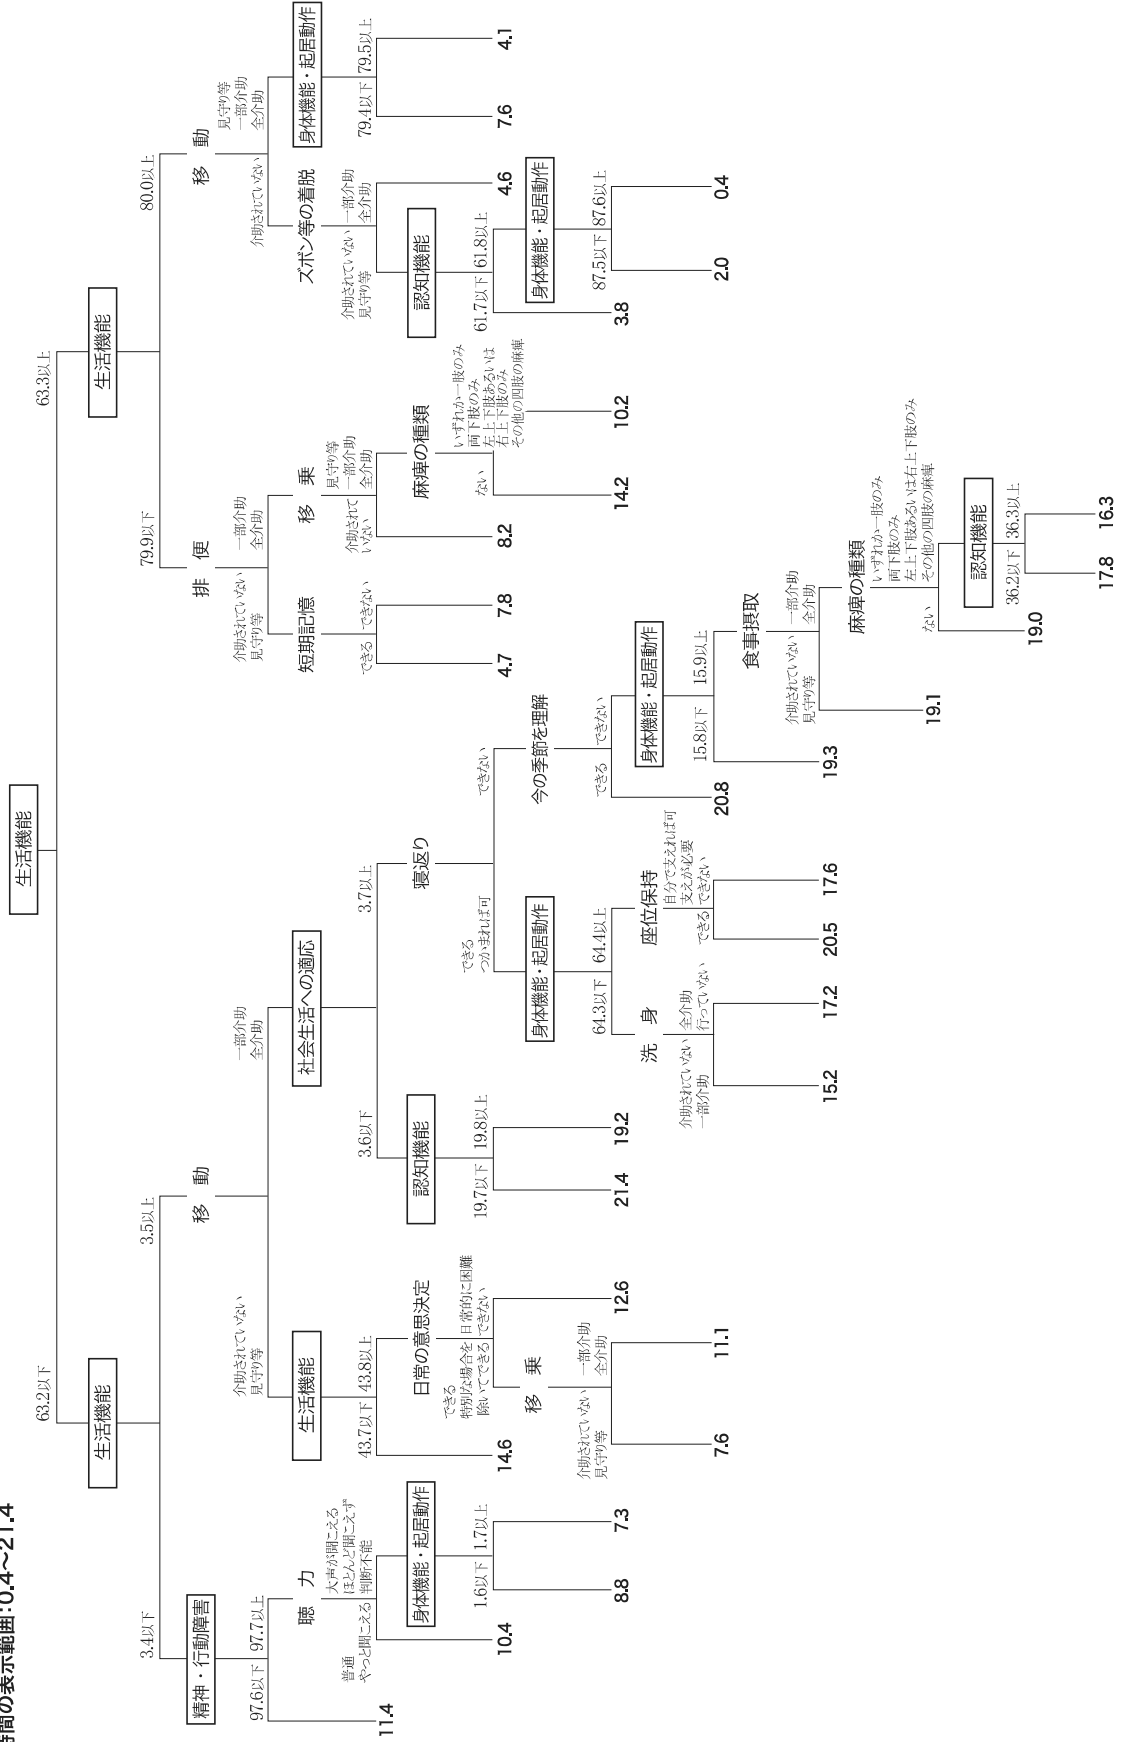 時間の表示範囲：0.4～21.4
生活機能
63.2以下
63.3以上
生活機能
生活機能
3.4以下
3.5以上
79.9以下
80.0以上
精神・行動障害
移 動
排 便
移 動
97.6以下
97.7以上
介助されていない
見守り等
一部介助
全介助
介助されていない
見守り等
一部介助
全介助
介助されていない
見守り等
一部介助
全介助
11.4
聴 力
生活機能
社会生活への適応
短期記憶
移 乗
ズボン等の着脱
身体機能・起居動作
普通
やっと聞こえる
大声が聞こえる
ほとんど聞こえず
判断不能
43.7以下
43.8以上
3.6以下
3.7以上
できる
できない
介助されて
いない
見守り等
一部介助
全介助
介助されていない
見守り等
一部介助
全介助
79.4以下
79.5以上
10.4
身体機能・起居動作
14.6
日常の意思決定
認知機能
寝返り
4.7
7.8
8.2
麻痺の種類
認知機能
4.6
7.6
4.1
1.6以下
1.7以上
できる
特別な場合を
除いてできる
日常的に困難
できない
19.7以下
19.8以上
できる
つかまれば可
できない
ない
いずれか一肢のみ
両下肢のみ
左上下肢あるいは
右上下肢のみ
その他の四肢の麻痺
61.7以下
61.8以上
8.8
7.3
移 乗
12.6
21.4
19.2
身体機能・起居動作
今の季節を理解
14.2
10.2
3.8
身体機能・起居動作
介助されていない
見守り等
一部介助
全介助
64.3以下
64.4以上
できる
できない
87.5以下
87.6以上
7.6
11.1
洗 身
座位保持
20.8
身体機能・起居動作
2.0
0.4
介助されていない
一部介助
全介助
行っていない
できる
自分で支えれば可
支えが必要
できない
15.8以下
15.9以上
15.2
17.2
20.5
17.6
19.3
食事摂取
介助されていない
見守り等
一部介助
全介助
19.1
麻痺の種類
ない
いずれか一肢のみ
両下肢のみ
左上下肢あるいは右上下肢のみ
その他の四肢の麻痺
19.0
認知機能
36.2以下
36.3以上
17.8
16.3